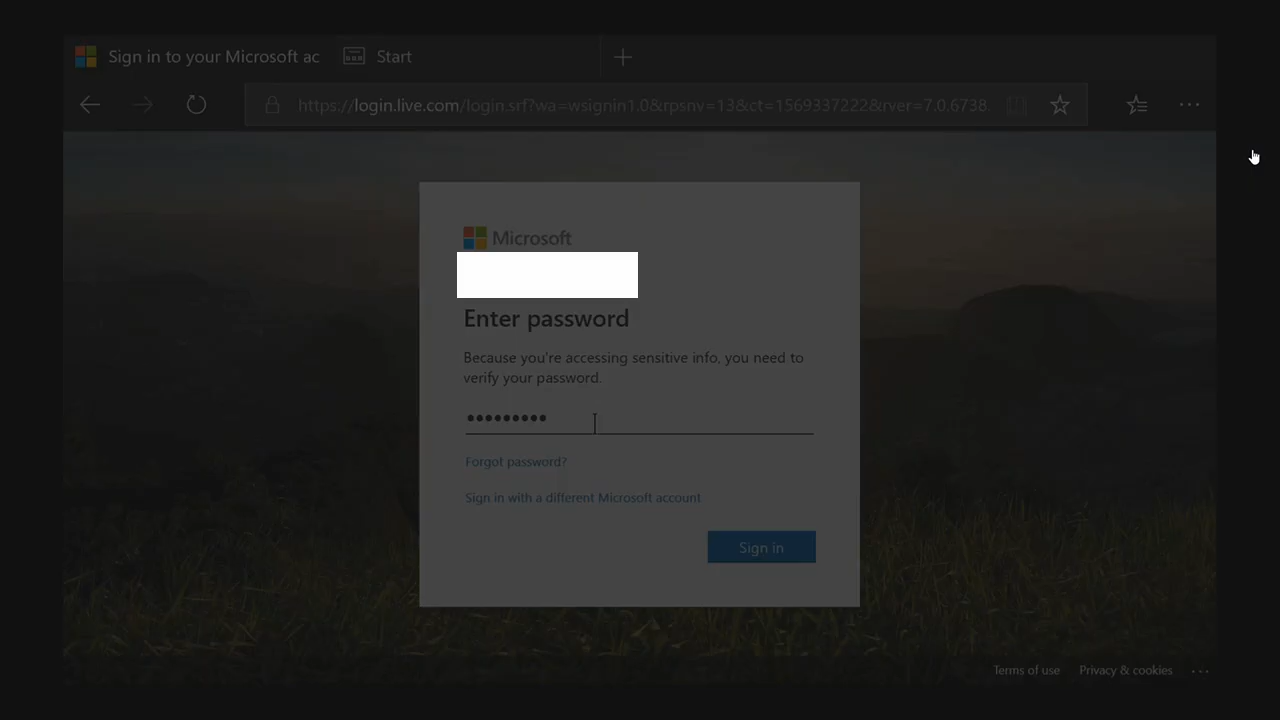 Sign in to your Microsoft ac
Start
https://login.live.com/login.srf?wa=wsignin1.0&rpsnv=13&ct=1569337222&rver=7.0.6738.
Microsoft
Enter password
Because you're accessing sensitive info, you need to
verify your password.
•••••••••
Forgot password?
Sign in with a different Microsoft account
Sign in
Terms of use
Privacy & cookies